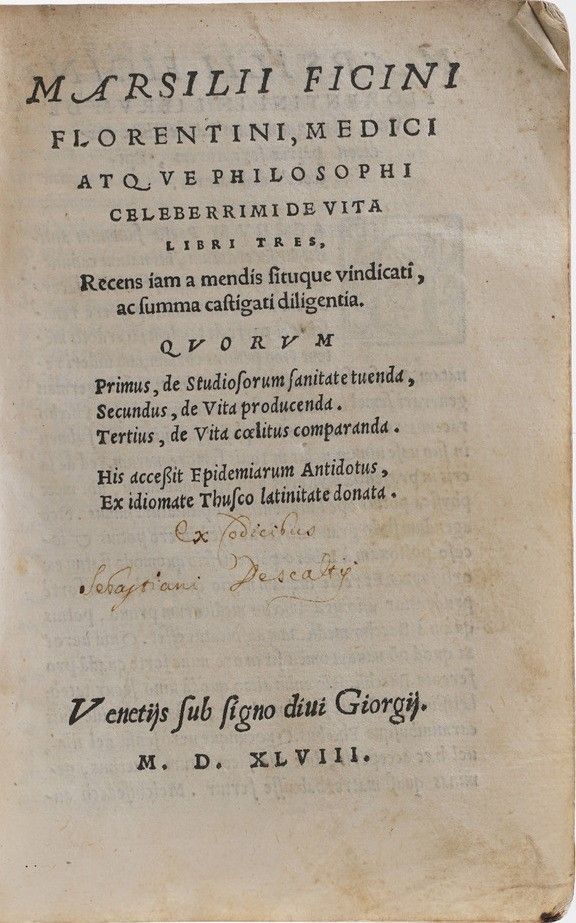 MARSILII FICINI
FLORENTINI, MEDICI
ATQVE PHILOSOPHI
CELEBERRIMI DE VITA
LIBRI TRES,
Recens iam a mendis ſituque vindicati,
ac ſumma caſtigati diligentia.
QVORVM
Primus, de Studioſorum ſanitate tuenda,
Secundus, de Vita producenda.
Tertius, de Vita cœlitus comparanda.
His acceßit Epidemiarum Antidotus,
Ex idiomate Thuſco latinitate donata.
Ex Codicibus
Sebastiani
Venetijs ſub ſigno diui Giorgij.
M. D. XLVIII.